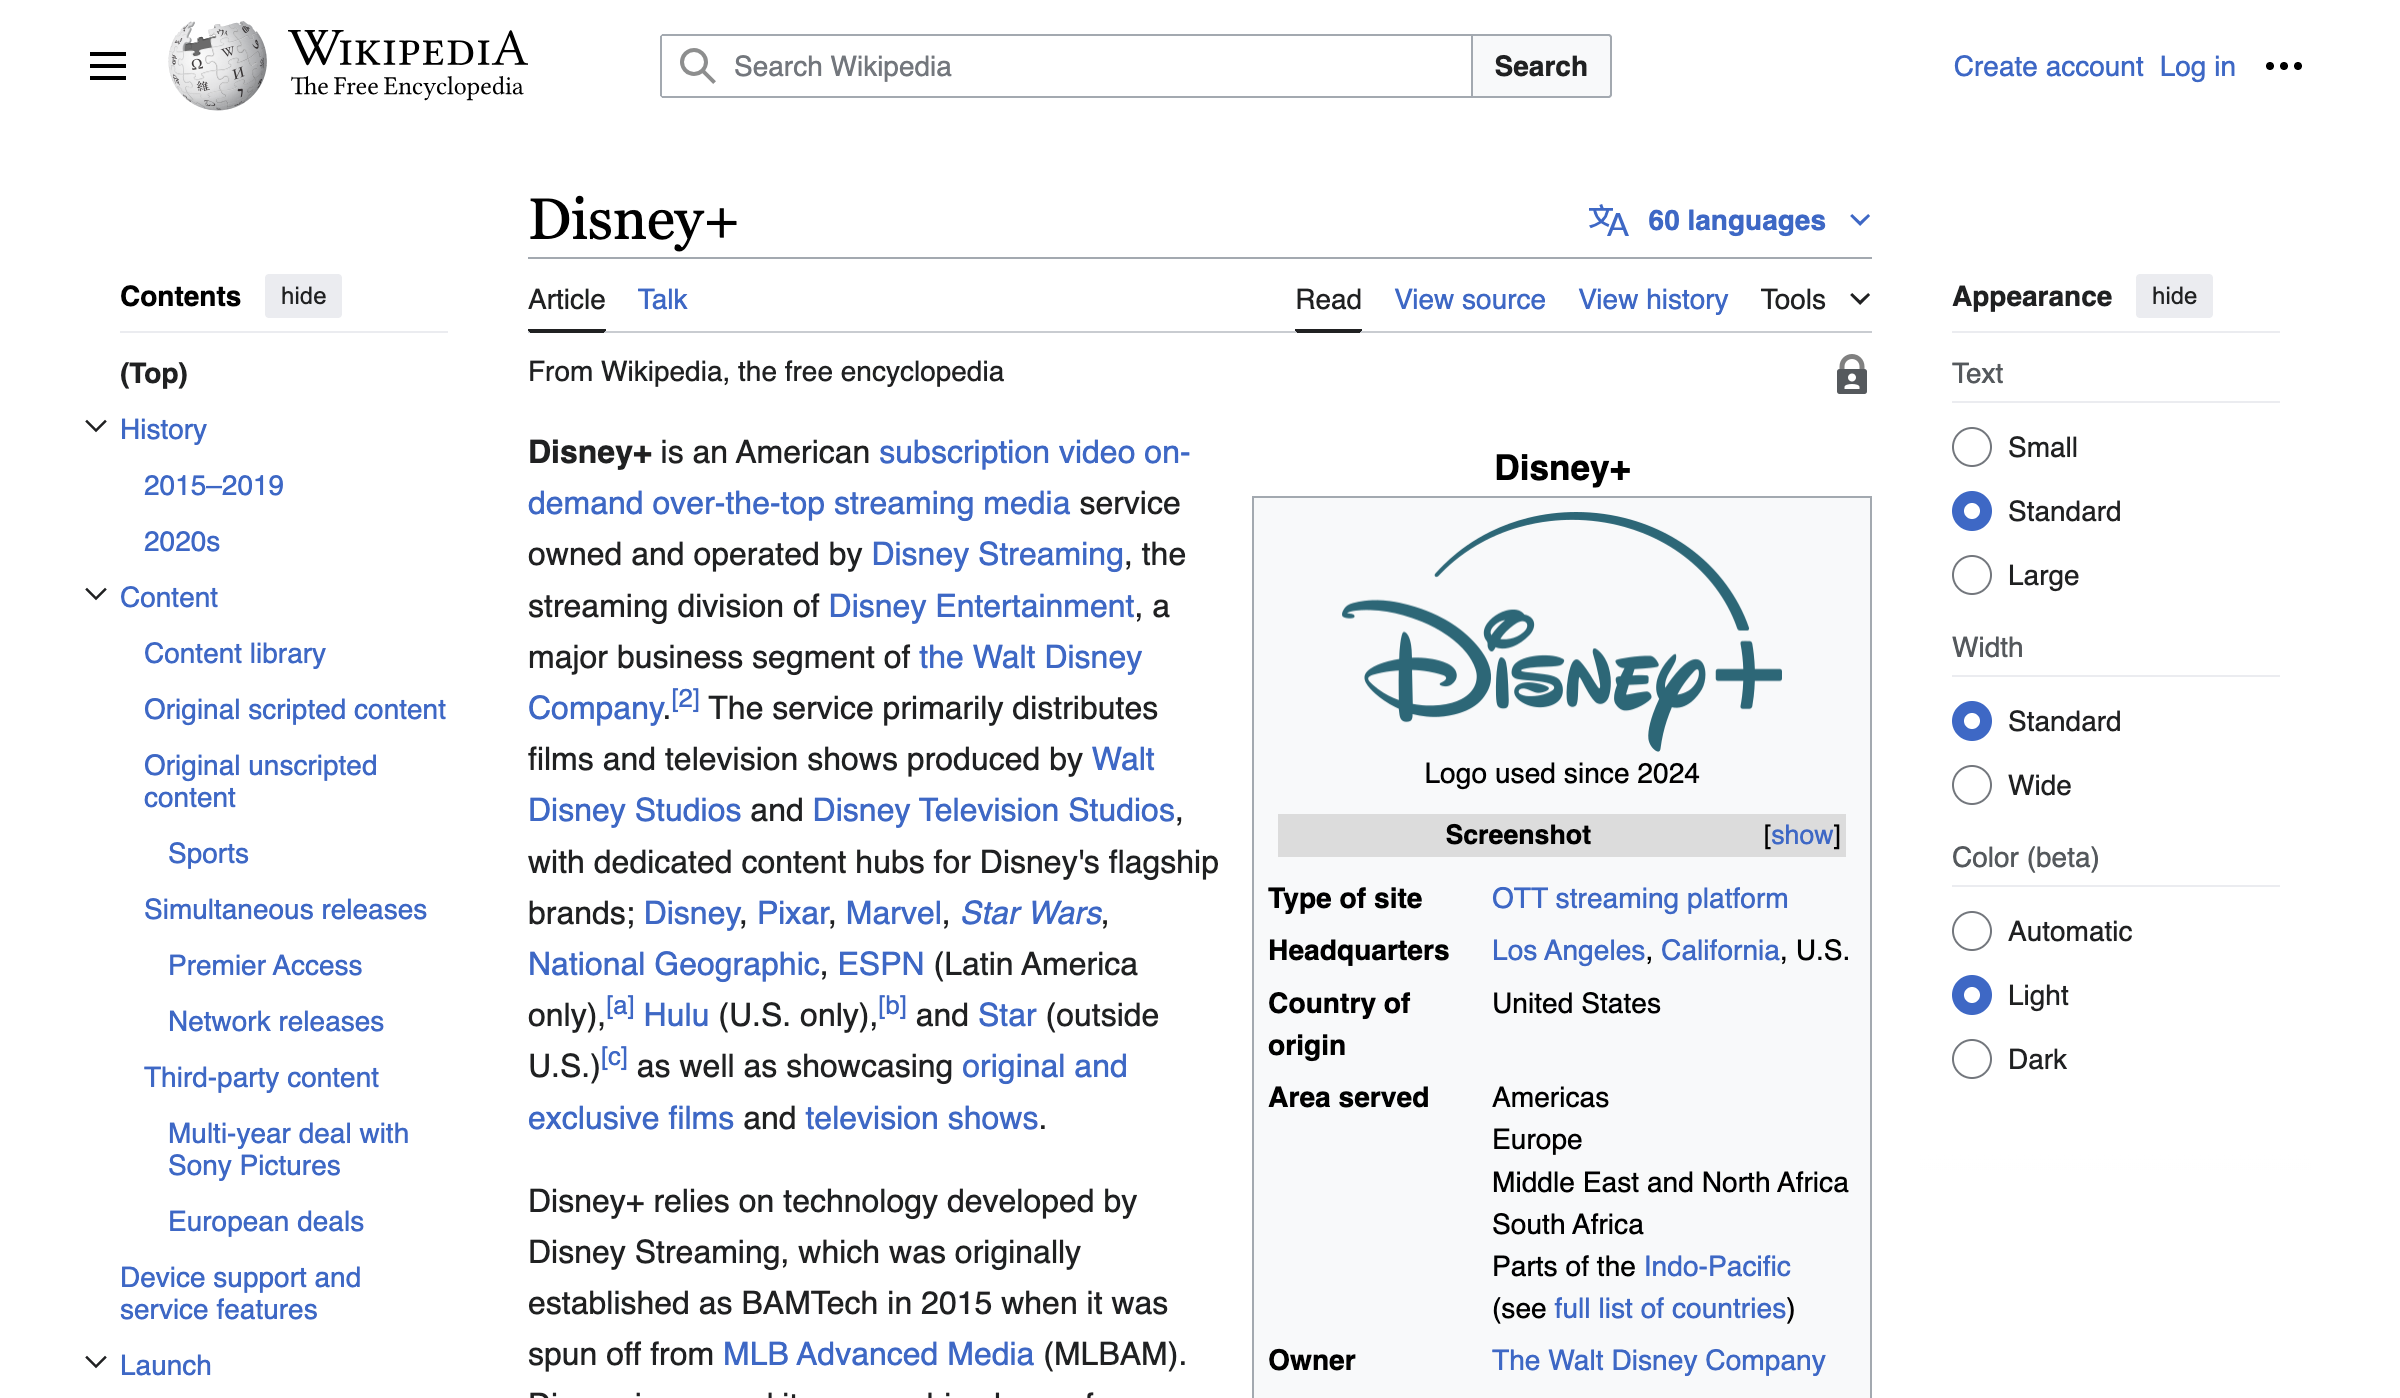 WIKIPEDIA
The Free Encyclopedia
Search Wikipedia
Search
Create account
Log in
Disney+
60 languages
Contents
hide
(Top)
History
2015–2019
2020s
Content
Content library
Original scripted content
Original unscripted
content
Sports
Simultaneous releases
Premier Access
Network releases
Third-party content
Multi-year deal with
Sony Pictures
European deals
Device support and
service features
Launch
Article
Talk
Read
View source
View history
Tools
From Wikipedia, the free encyclopedia
Disney+ is an American subscription video on-
demand over-the-top streaming media service
owned and operated by Disney Streaming, the
streaming division of Disney Entertainment, a
major business segment of the Walt Disney
Company.[2] The service primarily distributes
films and television shows produced by Walt
Disney Studios and Disney Television Studios,
with dedicated content hubs for Disney's flagship
brands; Disney, Pixar, Marvel, Star Wars,
National Geographic, ESPN (Latin America
only),[a] Hulu (U.S. only),[b] and Star (outside
U.S.)[c] as well as showcasing original and
exclusive films and television shows.
Disney+ relies on technology developed by
Disney Streaming, which was originally
established as BAMTech in 2015 when it was
spun off from MLB Advanced Media (MLBAM).
Disney+
Disney+
Logo used since 2024
Screenshot [show]
Type of site OTT streaming platform
Headquarters Los Angeles, California, U.S.
Country of United States
origin
Area served Americas
Europe
Middle East and North Africa
South Africa
Parts of the Indo-Pacific
(see full list of countries)
Owner The Walt Disney Company
Appearance
hide
Text
Small
Standard
Large
Width
Standard
Wide
Color (beta)
Automatic
Light
Dark